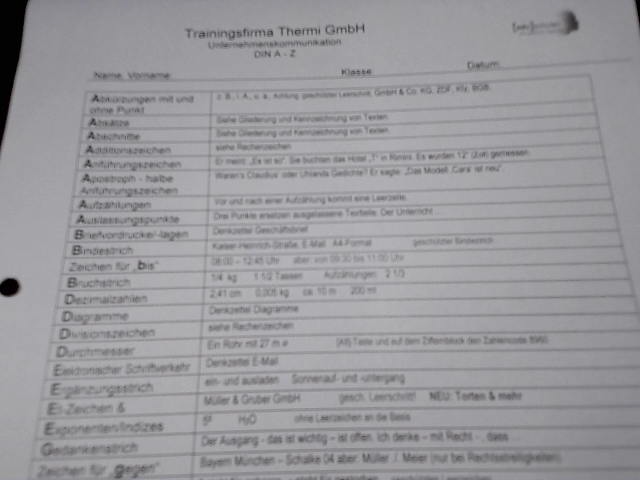 Trainingsfirma Thermi GmbH
Unternehmenskommunikation
DIN A - Z
Name, Vorname Klasse Datum
Abkürzungen mit und z. B., i. A., u. a., Achtung: geschützter Leerschritt, GmbH & Co. KG, ZDF, Kfz, BGB
ohne Punkt
Absätze Siehe Gliederung und Kennzeichnung von Texten
Abschnitte Siehe Gliederung und Kennzeichnung von Texten
Additionszeichen siehe Rechenzeichen
Anführungszeichen Er meint: „Es ist so“. Sie buchten das Hotel „T“ in Rimini. Es wurden 12" (Zoll) gemessen.
Apostroph - halbe Waren's Claudius' oder Uhlands Gedichte? Er sagte: „Das Modell ‚Cara' ist neu“.
Anführungszeichen
Aufzählungen Vor und nach einer Aufzählung kommt eine Leerzeile.
Auslassungspunkte Drei Punkte ersetzen ausgelassene Textteile. Der Unterricht ...
Briefvordrucke/-lagen Denkzettel Geschäftsbrief
Bindestrich Kaiser-Heinrich-Straße, E-Mail A4-Format geschützter Bindestrich
Zeichen für „bis“ 08:00 – 12:45 Uhr aber: von 09:30 bis 11:00 Uhr
Bruchstrich 1/4 kg 1 1/2 Tassen Aufzählungen: 2 1/3
Dezimalzahlen 2,41 cm 0,005 kg ca. 10 m 200 ml
Diagramme Denkzettel Diagramme
Divisionszeichen siehe Rechenzeichen
Durchmesser Ein Rohr mit 27 m ø (Alt)-Taste und auf dem Ziffernblock den Zahlencode
Elektronischer Schriftverkehr Denkzettel E-Mail
Ergänzungsstrich ein- und ausladen Sonnenauf- und -untergang
Et-Zeichen & Müller & Gruber GmbH gesch. Leerschritt! NEU: Torten & mehr
Exponenten/Indizes H₂O ohne Leerzeichen an die Basis
Gedankenstrich Der Ausgang - das ist wichtig – ist offen. Ich denke – mit Recht -, dass ...
Zeichen für „gegen“ Bayern München – Schalke 04 aber: Müller ./. Meier (nur bei Rechtsstreitigkeiten)